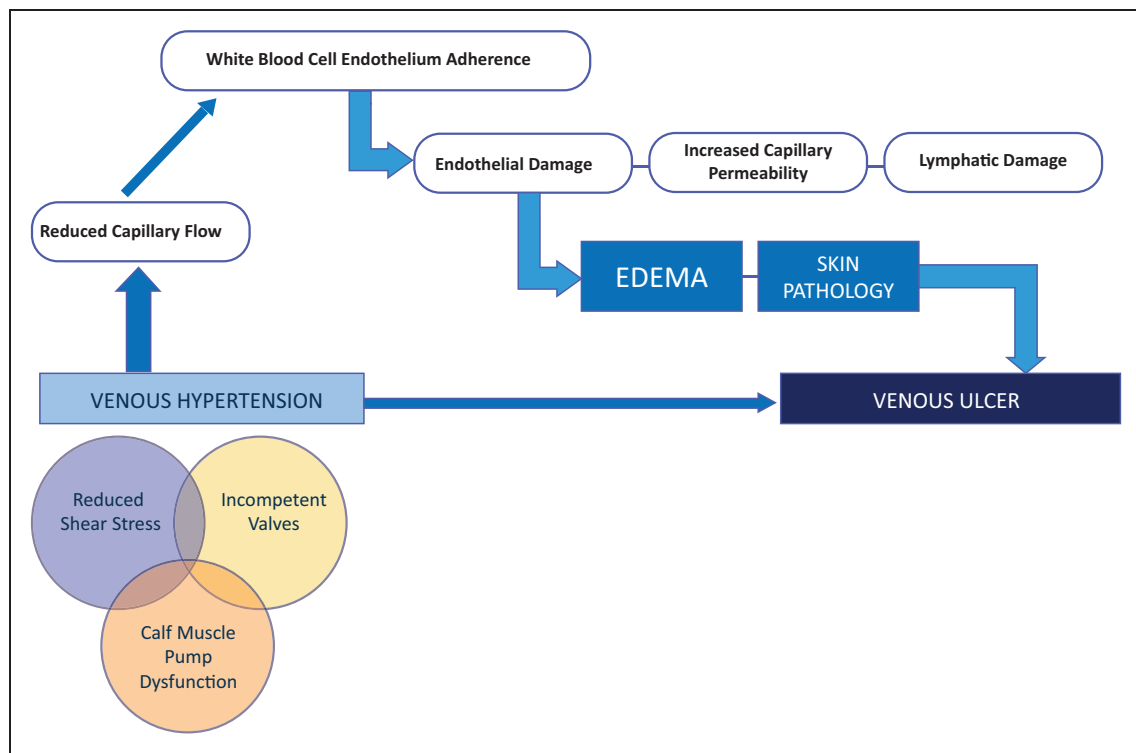 White Blood Cell Endothelium Adherence
Endothelial Damage
Increased Capillary
Permeability
Lymphatic Damage
Reduced Capillary Flow
EDEMA
SKIN
PATHOLOGY
VENOUS HYPERTENSION
VENOUS ULCER
Reduced
Shear Stress
Incompetent
Valves
Calf Muscle
Pump
Dysfunction